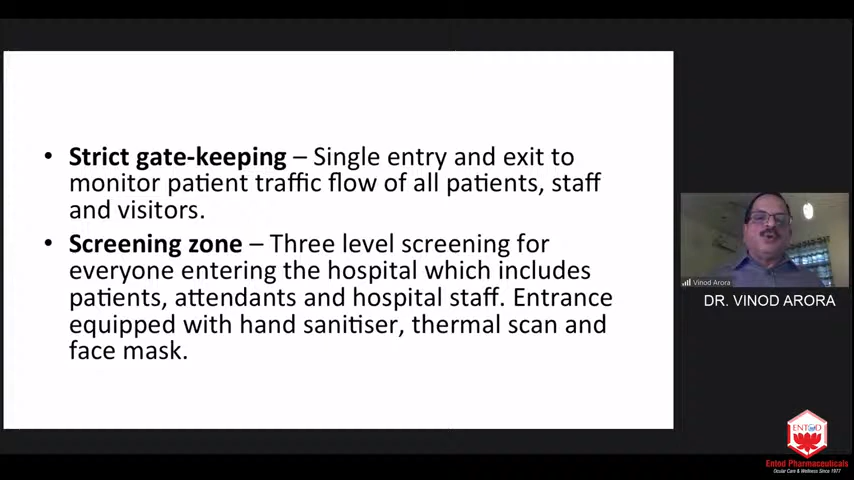 • Strict gate-keeping – Single entry and exit to
monitor patient traffic flow of all patients, staff
and visitors.
• Screening zone – Three level screening for
everyone entering the hospital which includes
patients, attendants and hospital staff. Entrance
equipped with hand sanitiser, thermal scan and
face mask.
Vinod Arora
DR. VINOD ARORA
ENTOD
Entod Pharmaceuticals
Ocular Care & Wellness Since 1977